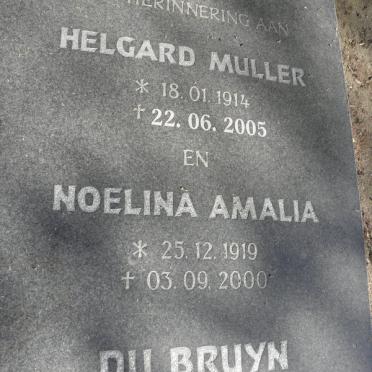 HERINNERING AAN
HELGARD MULLER
* 18.01.1914
† 22.06.2005
EN
NOELINA AMALIA
* 25.12.1919
† 03.09.2000
DU BRUYN